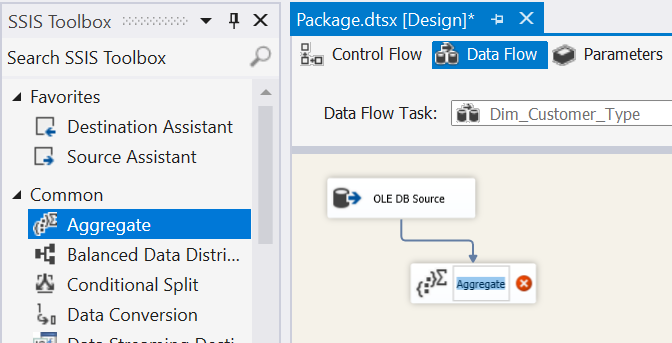 SSIS Toolbox
Search SSIS Toolbox
Favorites
Destination Assistant
Source Assistant
Common
Aggregate
Balanced Data Distri...
Conditional Split
Data Conversion
Data Streaming Desti
Package.dtsx [Design]*
Control Flow
Data Flow
Parameters
Data Flow Task:
Dim_Customer_Type
OLE DB Source
Aggregate